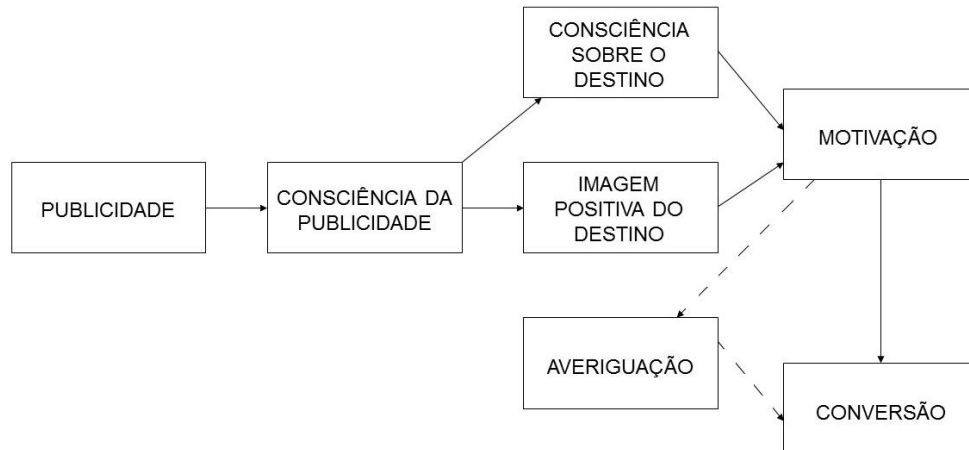 PUBLICIDADE
CONSCIÊNCIA DA
PUBLICIDADE
CONSCIÊNCIA
SOBRE O
DESTINO
IMAGEM
POSITIVA DO
DESTINO
MOTIVAÇÃO
AVERIGUAÇÃO
CONVERSÃO